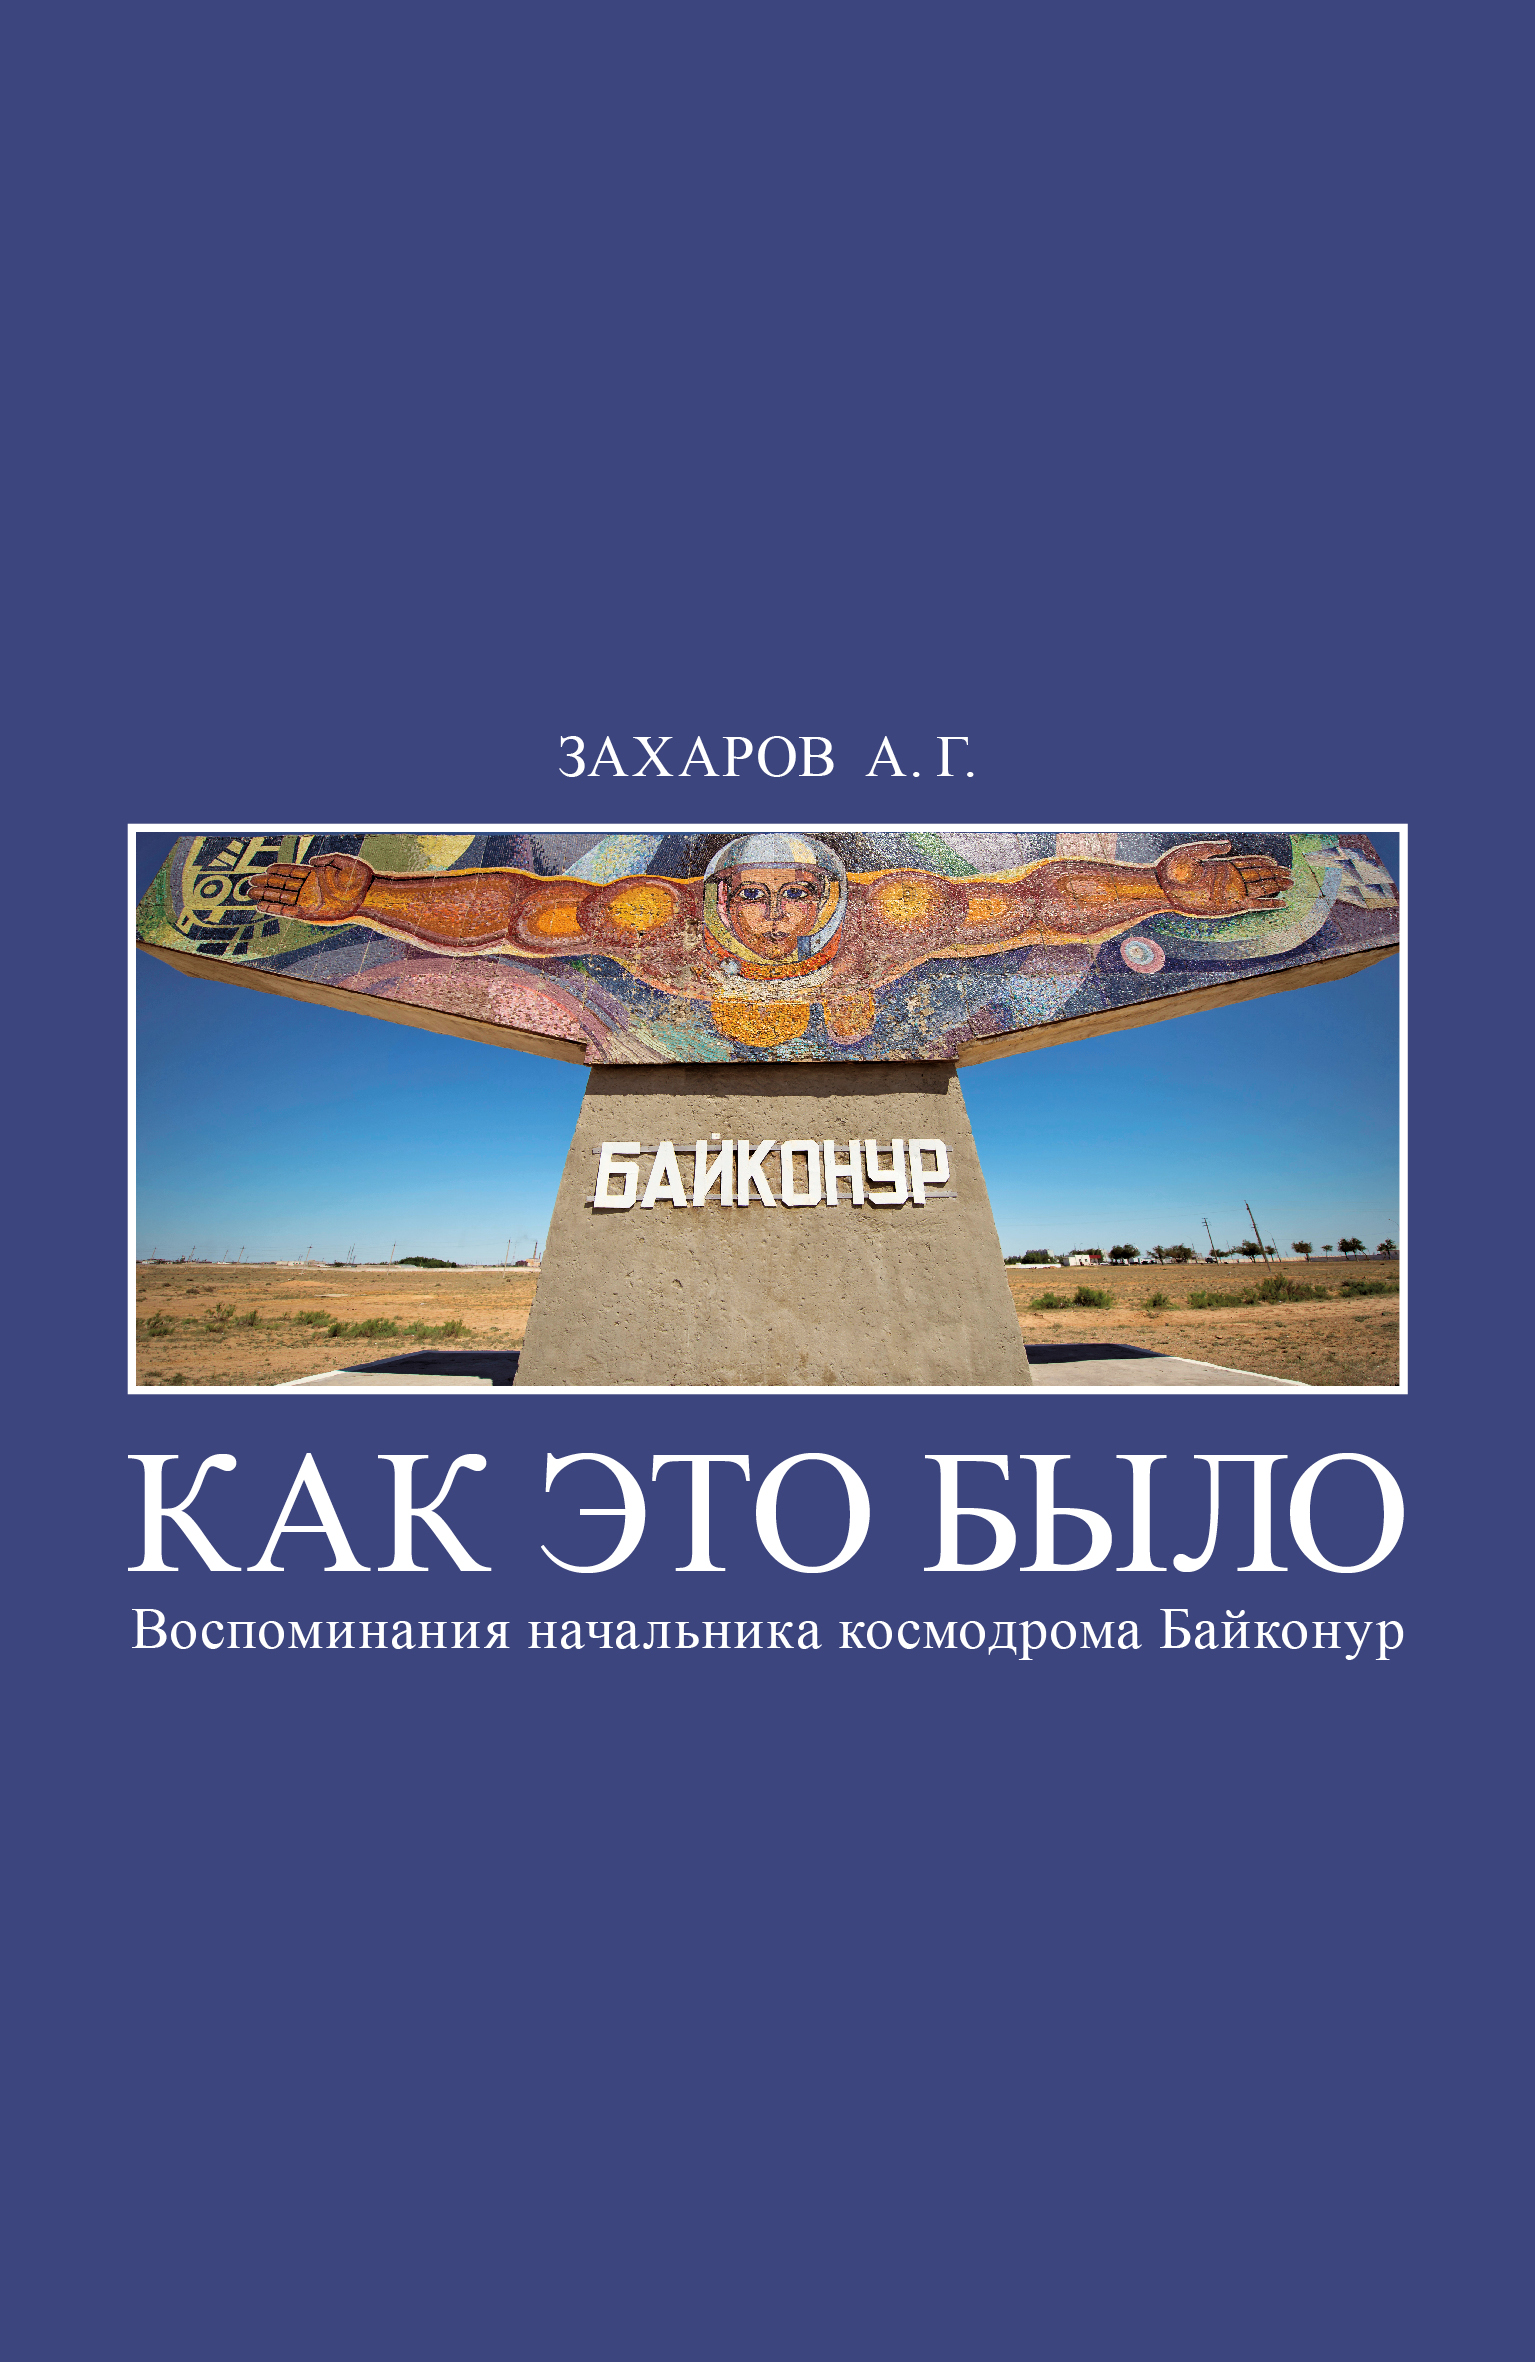 ЗАХАРОВ А. Г.
БАЙКОНУР
КАК ЭТО БЫЛО
Воспоминания начальника космодрома Байконур